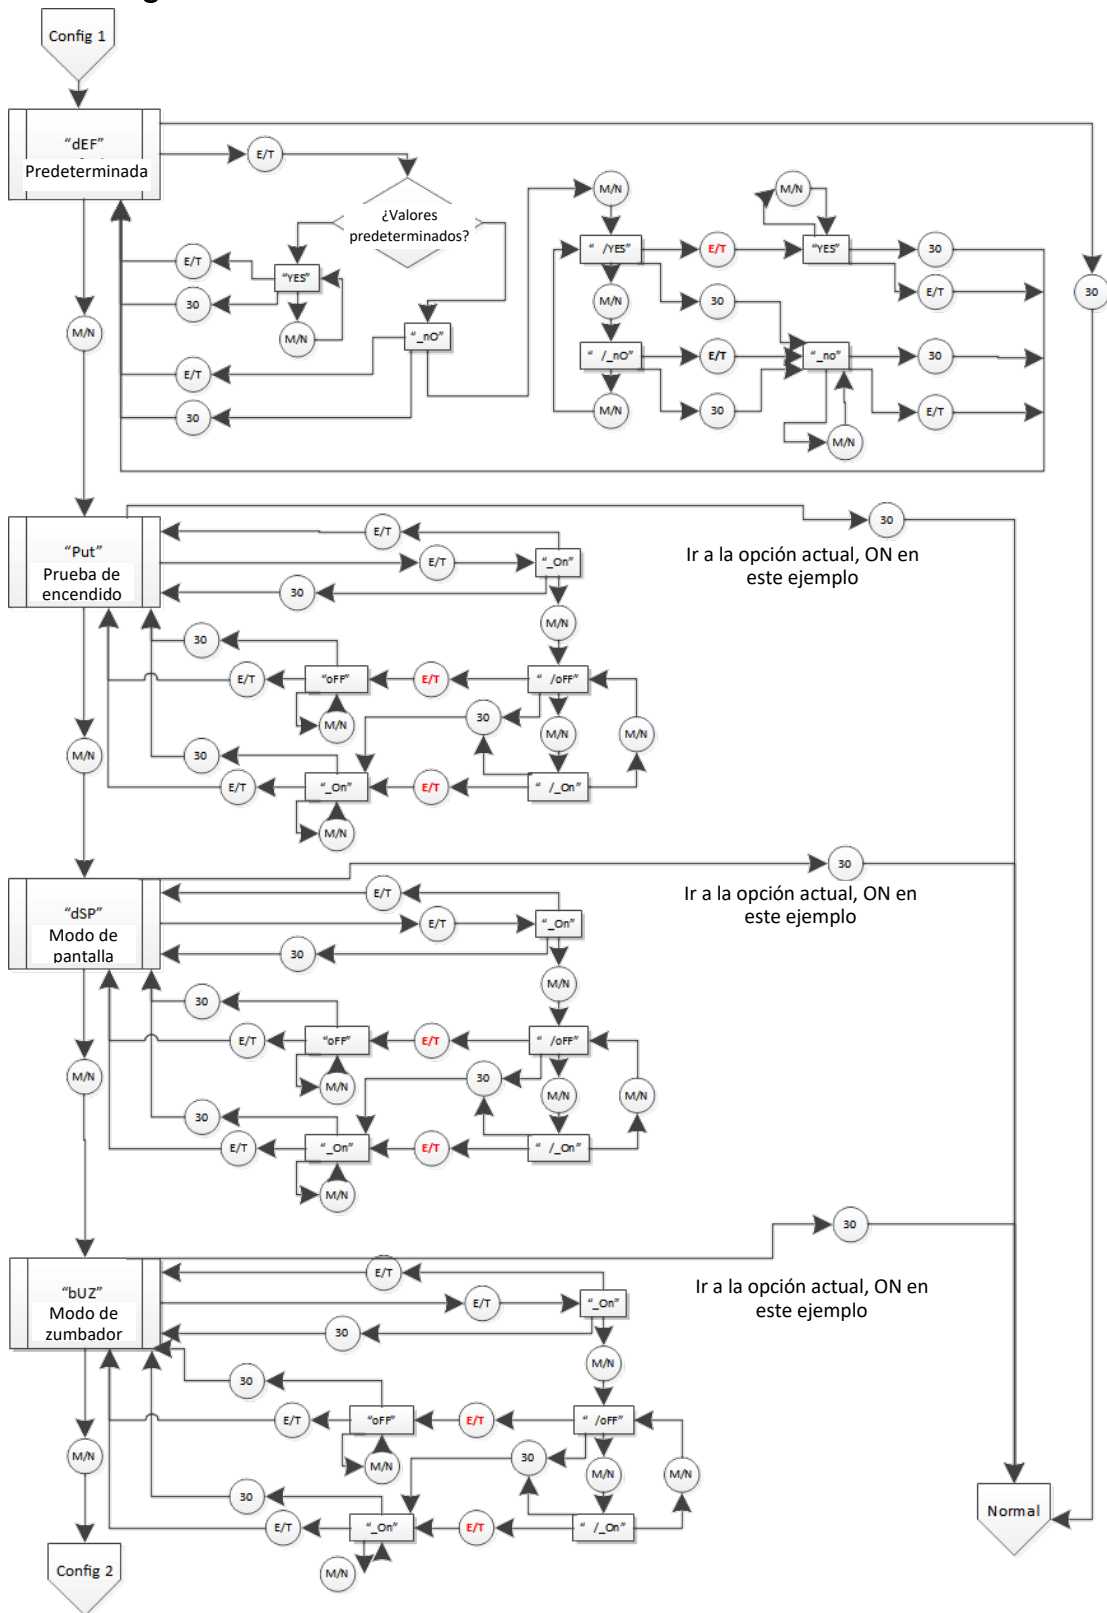 Config 1
"dEF"
Predeterminada
E/T
¿Valores
predeterminados?
M/N
M/N
" /YES"
E/T
"YES"
30
E/T
"YES"
30
M/N
E/T
M/N
30
30
M/N
"_nO"
E/T
" /_nO"
E/T
"_no"
30
30
M/N
30
E/T
M/N
"Put"
Prueba de
encendido
E/T
30
E/T
"_On"
Ir a la opción actual, ON en
este ejemplo
30
M/N
30
E/T
"oFF"
E/T
" /oFF"
M/N
30
M/N
M/N
M/N
30
E/T
"_On"
E/T
" /_On"
M/N
"dSP"
Modo de
pantalla
30
E/T
E/T
"_On"
Ir a la opción actual, ON en
este ejemplo
30
M/N
30
E/T
"oFF"
E/T
" /oFF"
M/N
30
M/N
M/N
M/N
30
E/T
"_On"
E/T
" /_On"
M/N
"bUZ"
Modo de
zumbador
30
E/T
E/T
"_On"
Ir a la opción actual, ON en
este ejemplo
30
M/N
30
E/T
"oFF"
E/T
" /oFF"
M/N
M/N
30
M/N
M/N
30
E/T
"_On"
E/T
" /_On"
M/N
Normal
Config 2